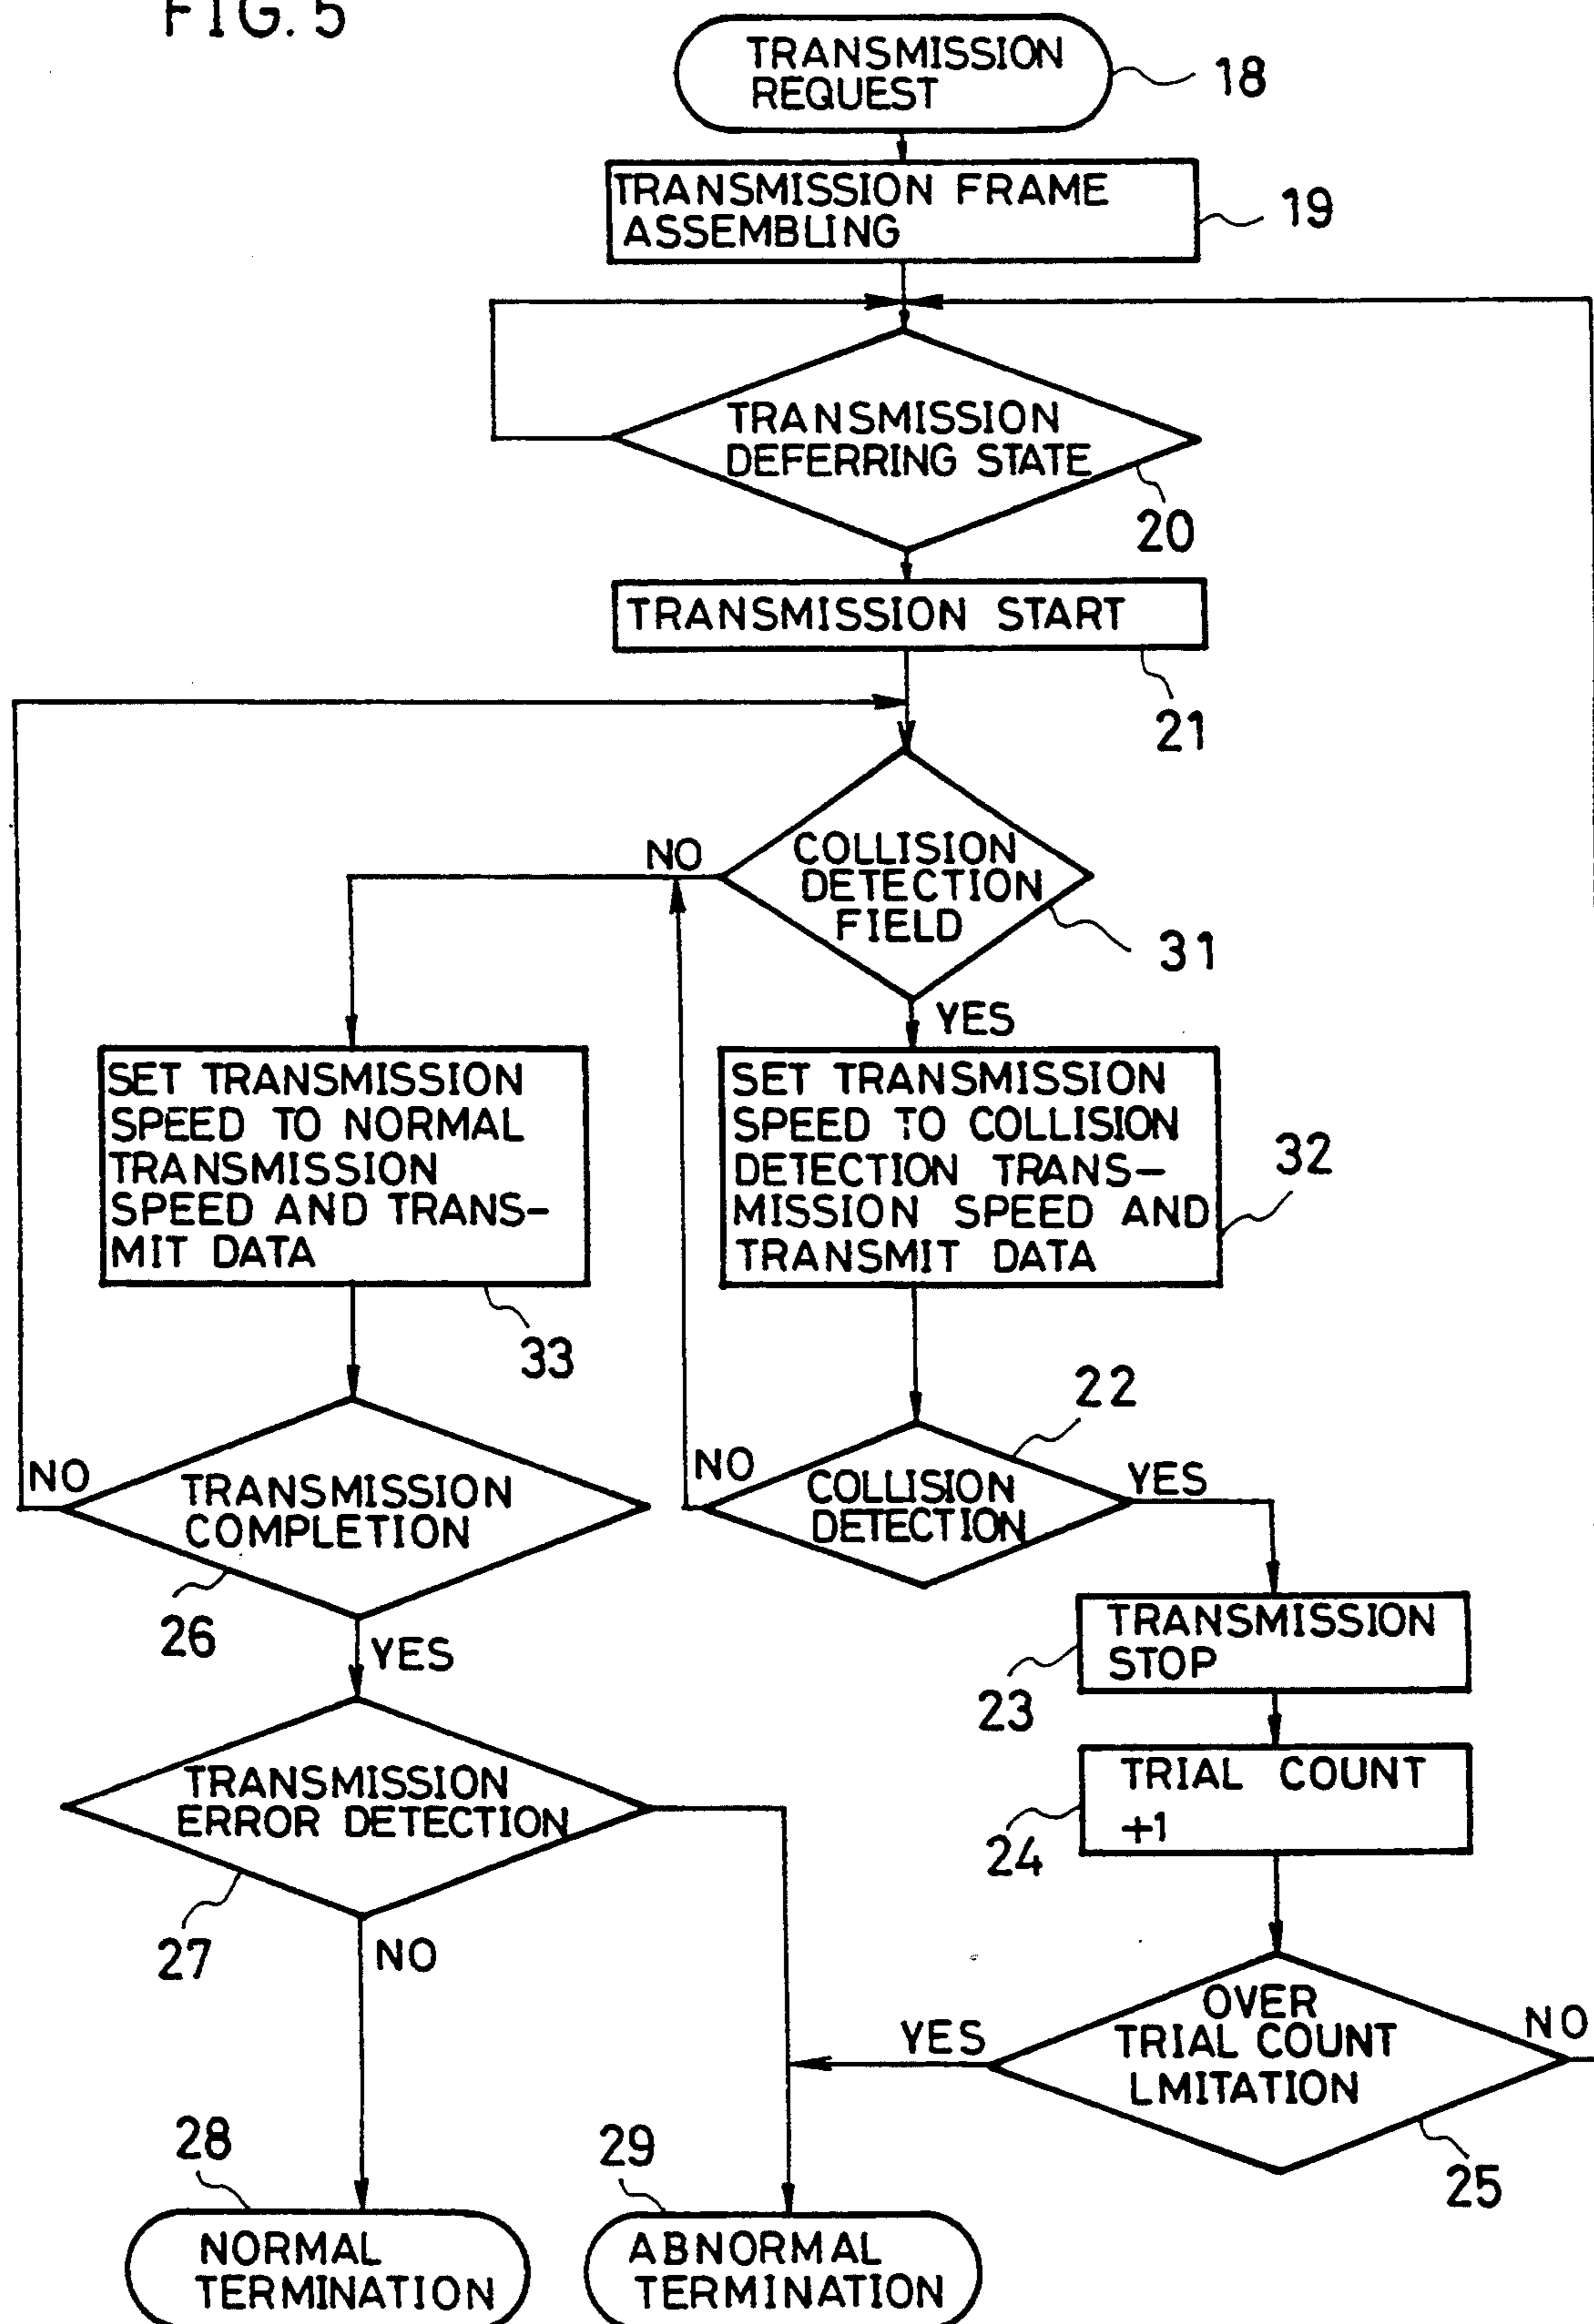 FIG. 5
TRANSMISSION
REQUEST
18
TRANSMISSION FRAME
ASSEMBLING
19
TRANSMISSION
DEFERRING STATE
20
TRANSMISSION START
21
COLLISION
DETECTION
FIELD
NO
31
YES
SET TRANSMISSION
SPEED TO NORMAL
TRANSMISSION
SPEED AND TRANS-
MIT DATA
33
SET TRANSMISSION
SPEED TO COLLISION
DETECTION TRANS-
MISSION SPEED AND
TRANSMIT DATA
32
22
NO
TRANSMISSION
COMPLETION
26
YES
NO
COLLISION
DETECTION
YES
TRANSMISSION
STOP
23
TRIAL COUNT
+1
24
TRANSMISSION
ERROR DETECTION
27
NO
YES
OVER
TRIAL COUNT
LMITATION
NO
25
28
NORMAL
TERMINATION
29
ABNORMAL
TERMINATION